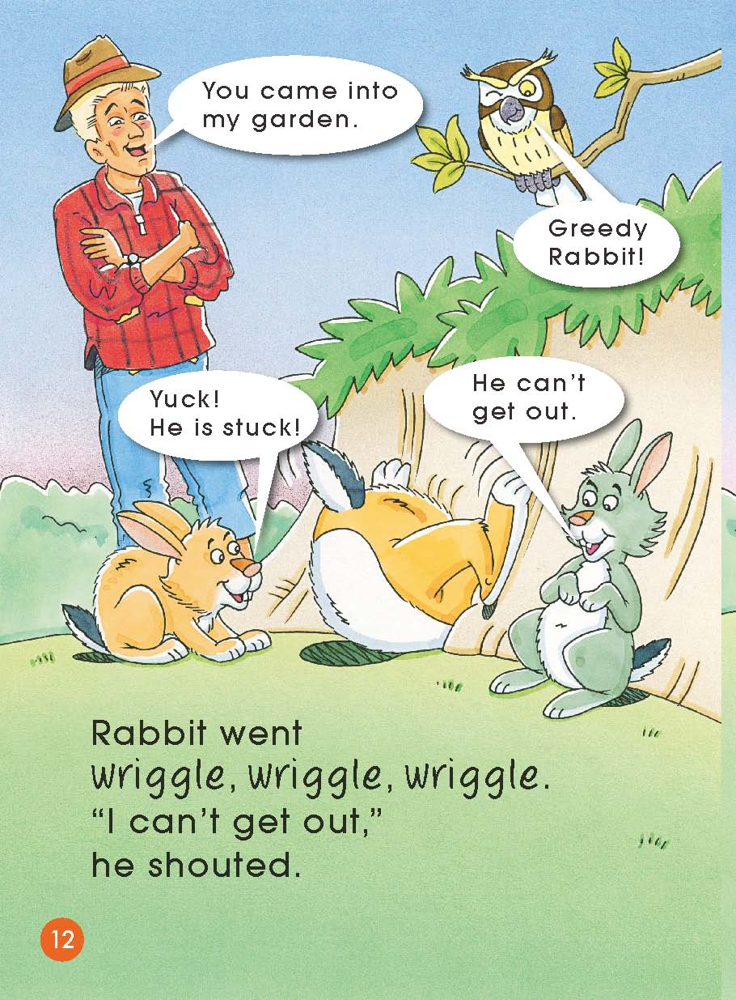 You came into
my garden.
Greedy
Rabbit!
Yuck!
He is stuck!
He can't
get out.
Rabbit went
wriggle, wriggle, wriggle.
“I can't get out,”
he shouted.
12